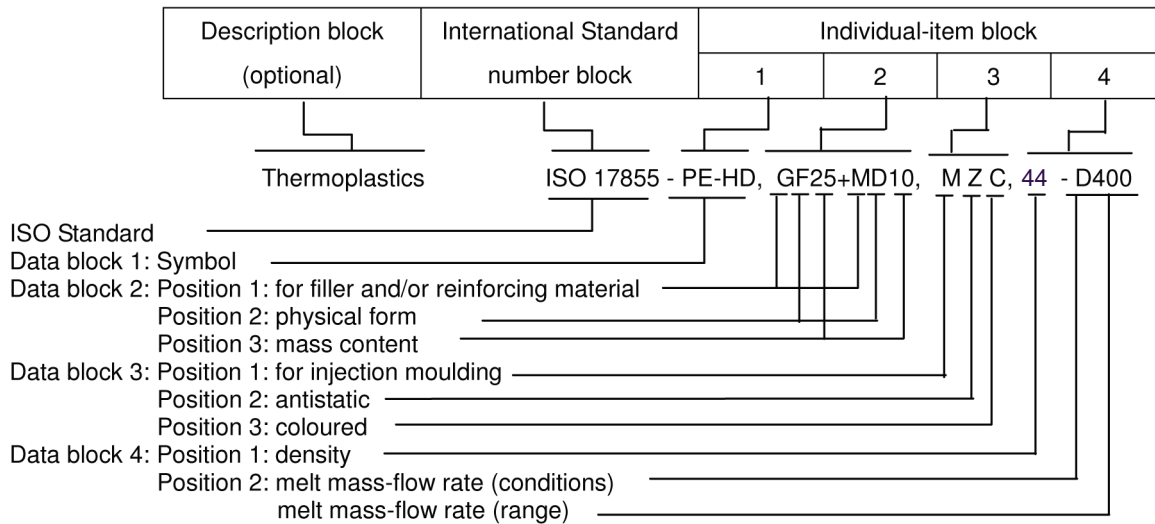 Description block International Standard Individual-item block
(optional) number block 1 2 3 4
Thermoplastics ISO 17855 - PE-HD, GF25+MD10, M Z C, 44 - D400
ISO Standard
Data block 1: Symbol
Data block 2: Position 1: for filler and/or reinforcing material
Position 2: physical form
Position 3: mass content
Data block 3: Position 1: for injection moulding
Position 2: antistatic
Position 3: coloured
Data block 4: Position 1: density
Position 2: melt mass-flow rate (conditions)
melt mass-flow rate (range)